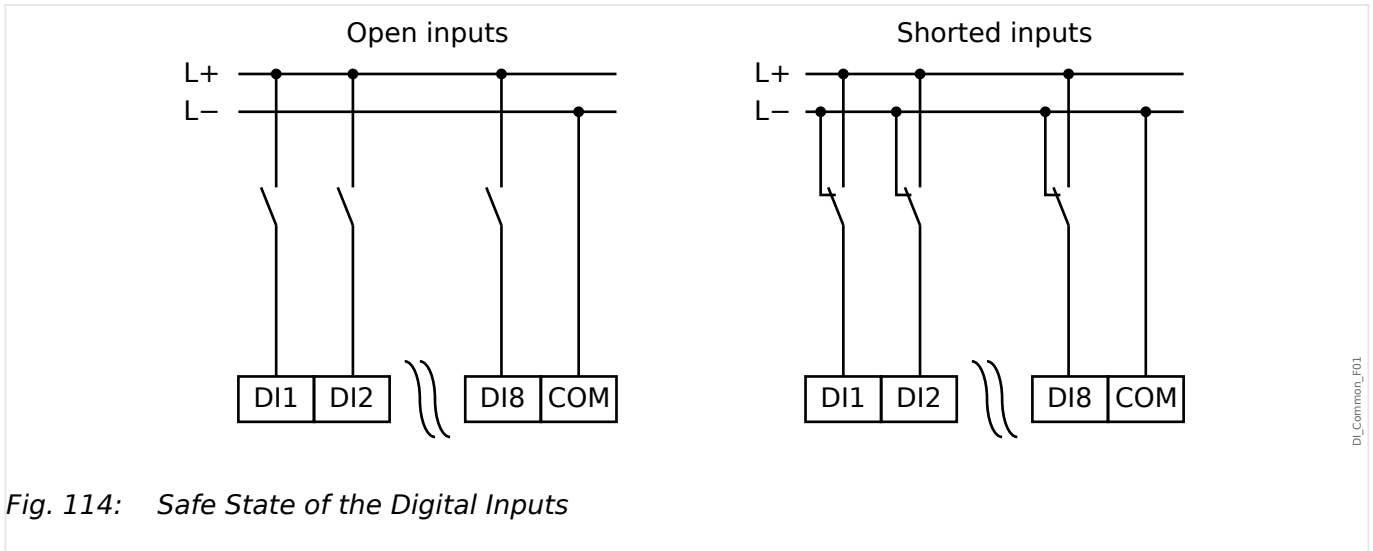 Open inputs
Shorted inputs
L+
L−
L+
L−
DI1 DI2 DI8 COM
DI1 DI2 DI8 COM
DI_Common_F01
Fig. 114: Safe State of the Digital Inputs